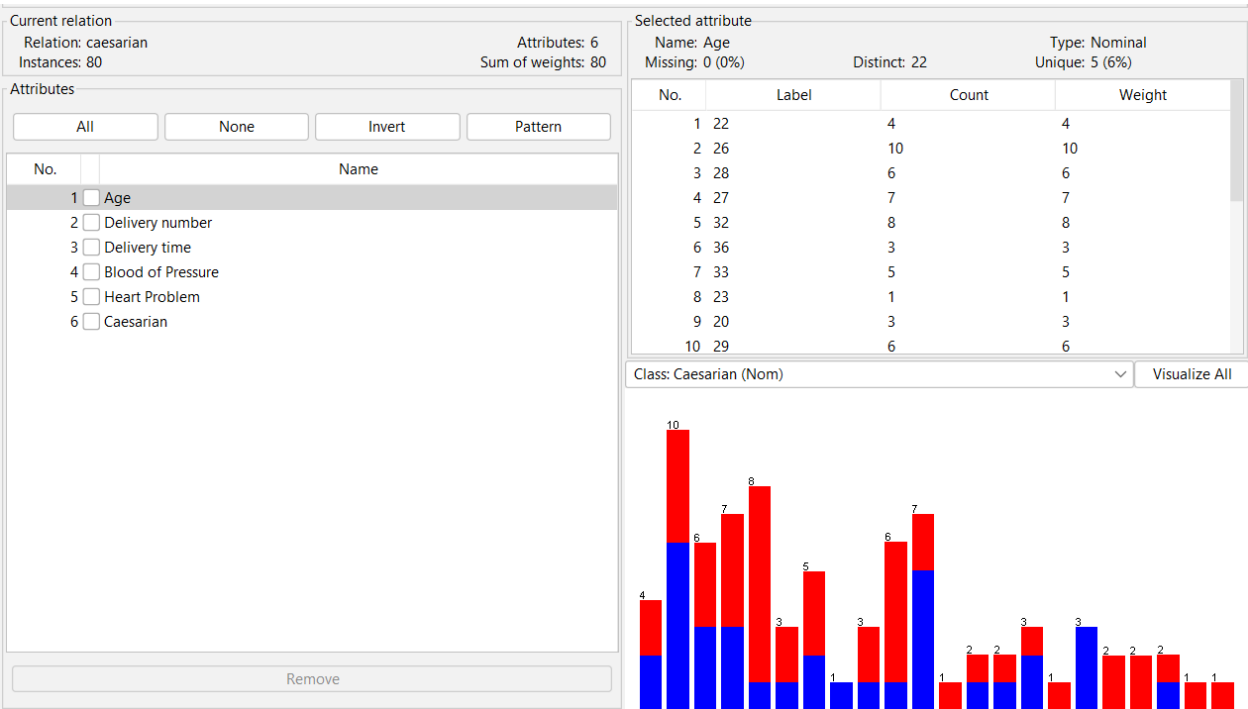 Current relation
Relation: caesarian
Attributes: 6
Instances: 80
Sum of weights: 80
Attributes
All
None
Invert
Pattern
No.
Name
1 Age
2 Delivery number
3 Delivery time
4 Blood of Pressure
5 Heart Problem
6 Caesarian
Remove
Selected attribute
Name: Age
Type: Nominal
Missing: 0 (0%)
Distinct: 22
Unique: 5 (6%)
No. Label Count Weight
1 22 4 4
2 26 10 10
3 28 6 6
4 27 7 7
5 32 8 8
6 36 3 3
7 33 5 5
8 23 1 1
9 20 3 3
10 29 6 6
Class: Caesarian (Nom)
Visualize All
4 10 6 7 8 3 5 1 3 6 7 1 2 2 3 1 3 2 2 2 1 1